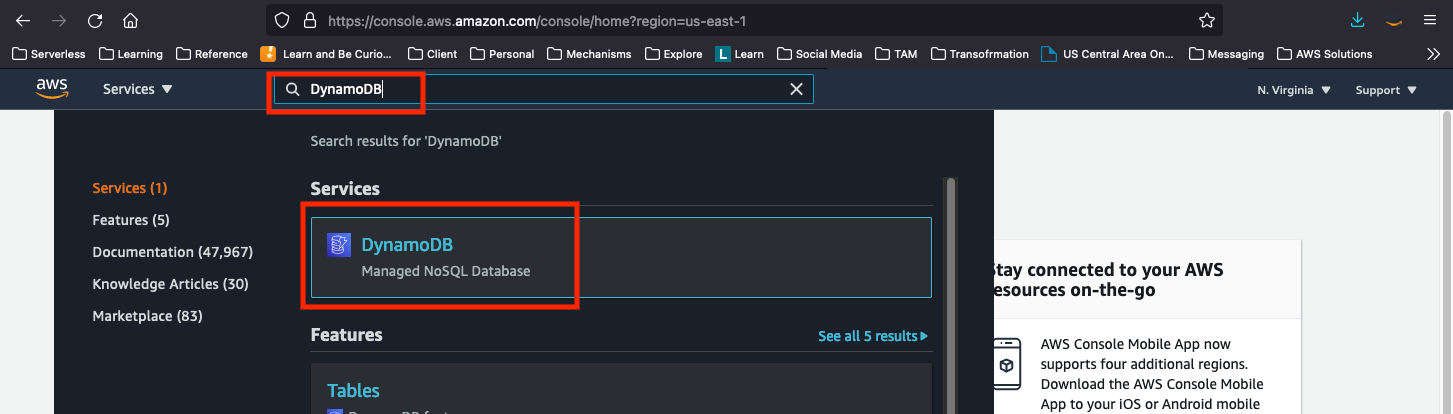 https://console.aws.amazon.com/console/home?region=us-east-1
Serverless Learning Reference Learn and Be Curio... Client Personal Mechanisms Explore L Learn Social Media TAM Transofrmation US Central Area On... Messaging AWS Solutions
aws Services DynamoDB N. Virginia Support
Search results for 'DynamoDB'
Services (1)
Features (5)
Documentation (47,967)
Knowledge Articles (30)
Marketplace (83)
Services
DynamoDB
Managed NoSQL Database
Features See all 5 results
Tables
tay connected to your AWS
esources on-the-go
AWS Console Mobile App now
supports four additional regions.
Download the AWS Console Mobile
App to your iOS or Android mobile